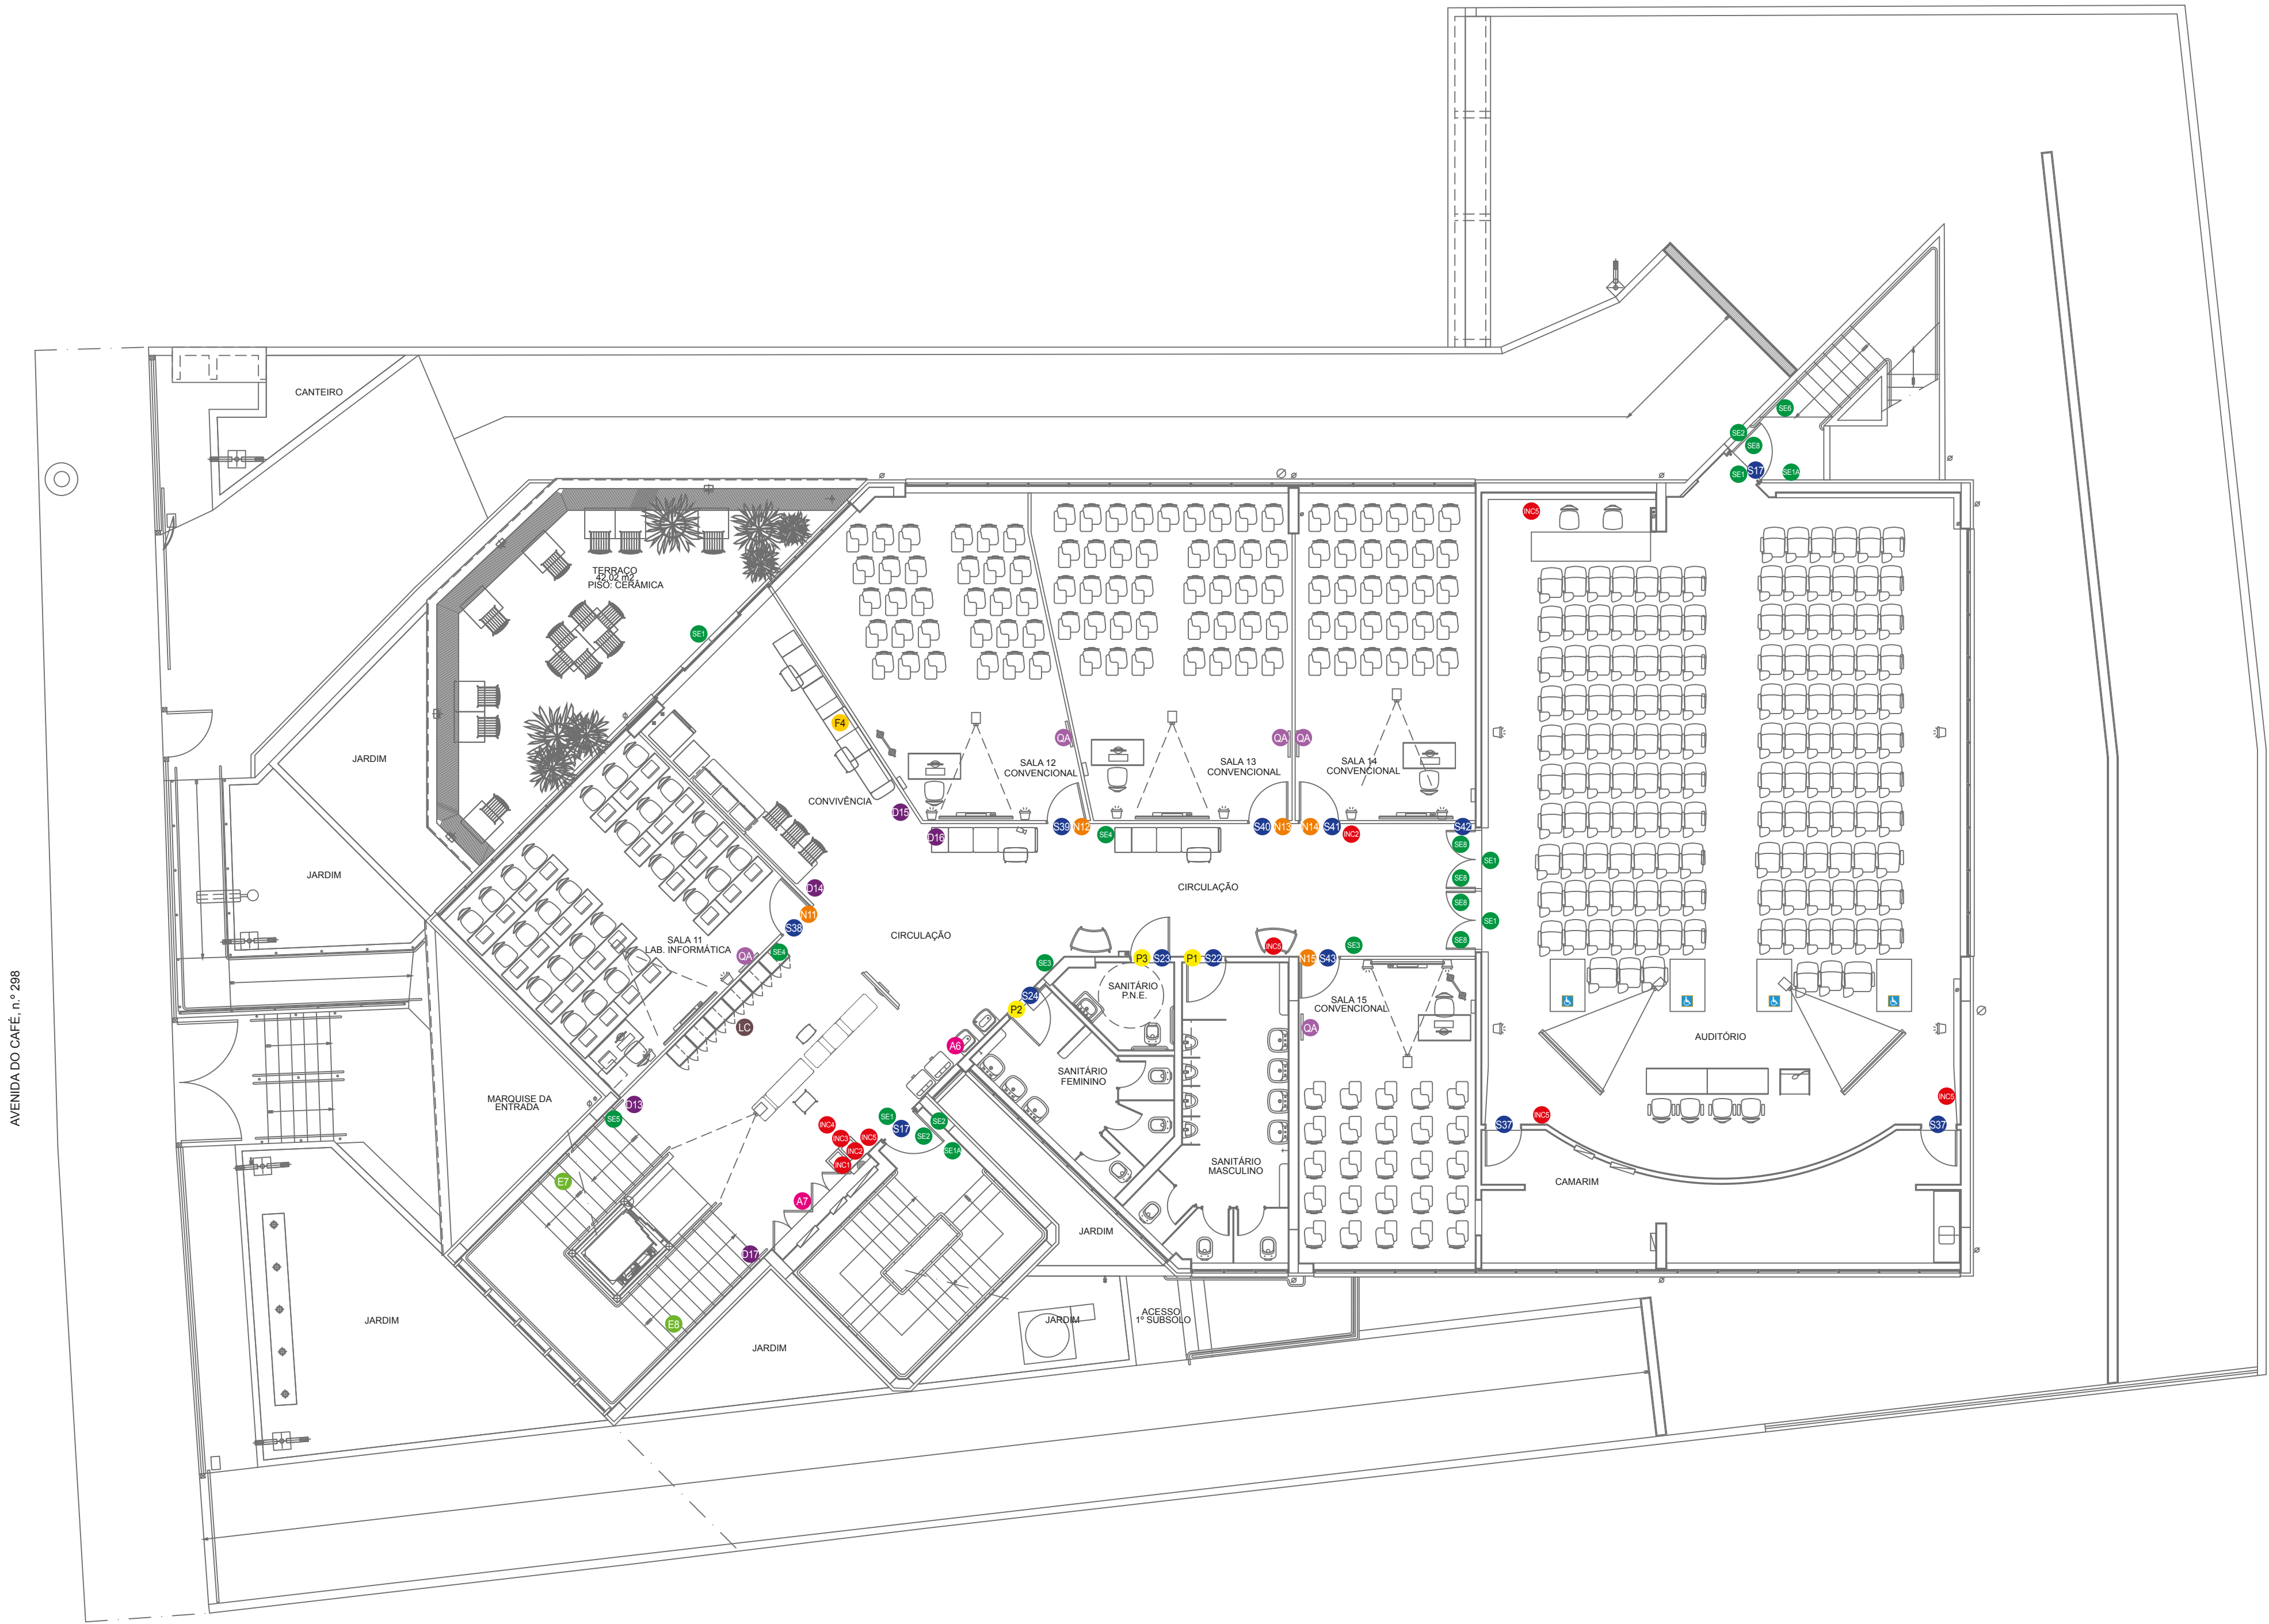 CANTEIRO
SE6
SE2
SE8
SE1
S17
SE1A
INC5
TERRAÇO
42,02 m2
PISO: CERÂMICA
SE1
F4
QA
QA
QA
JARDIM
SALA 12
CONVENCIONAL
SALA 13
CONVENCIONAL
SALA 14
CONVENCIONAL
CONVIVÊNCIA
D15
D16
S39
N12
SE4
S40
N13
N14
S41
INC2
S42
SE8
SE1
SE8
SE8
SE1
SE8
JARDIM
D14
N11
S38
CIRCULAÇÃO
CIRCULAÇÃO
SALA 11
LAB. INFORMÁTICA
QA
SE4
SE3
P3
S23
P1
S22
INC5
N15
S43
SE3
SANITÁRIO
P.N.E.
S24
P2
SALA 15
CONVENCIONAL
QA
LC
A6
AUDITÓRIO
AVENIDA DO CAFÉ, n.º 298
SANITÁRIO
FEMININO
MARQUISE DA
ENTRADA
D13
SE5
INC4
INC3
INC5
INC2
INC1
SE1
S17
SE2
SE2
SE1A
S37
INC5
INC5
S37
SANITÁRIO
MASCULINO
CAMARIM
E7
A7
JARDIM
D17
E8
JARDIM
JARDIM
JARDIM
ACESSO
1º SUBSOLO